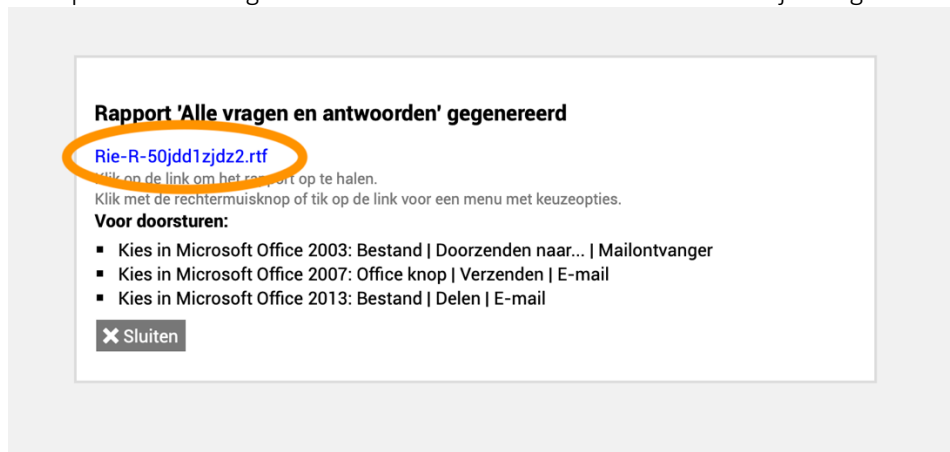 Rapport 'Alle vragen en antwoorden' gegenereerd
Rie-R-50jdd1zjdz2.rtf
Klik op de link om het rapport op te halen.
Klik met de rechtermuisknop of tik op de link voor een menu met keuzeopties.
Voor doorsturen:
▪ Kies in Microsoft Office 2003: Bestand | Doorzenden naar... | Mailontvanger
▪ Kies in Microsoft Office 2007: Office knop | Verzenden | E-mail
▪ Kies in Microsoft Office 2013: Bestand | Delen | E-mail
✖ Sluiten